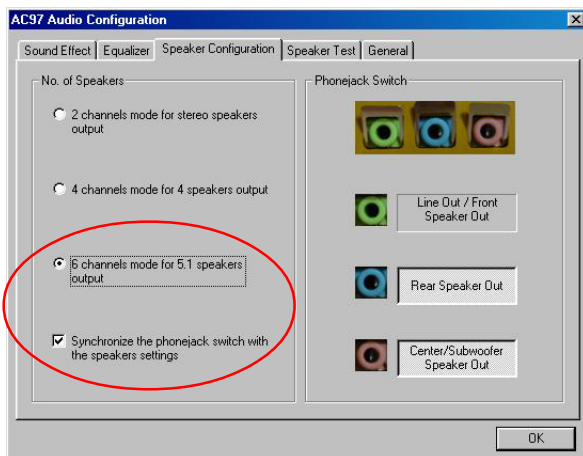 AC97 Audio Configuration
Sound Effect Equalizer Speaker Configuration Speaker Test General
No. of Speakers
2 channels mode for stereo speakers
output
4 channels mode for 4 speakers output
6 channels mode for 5.1 speakers
output
Synchronize the phonejack switch with
the speakers settings
Phonejack Switch
Line Out / Front
Speaker Out
Rear Speaker Out
Center/Subwoofer
Speaker Out
OK